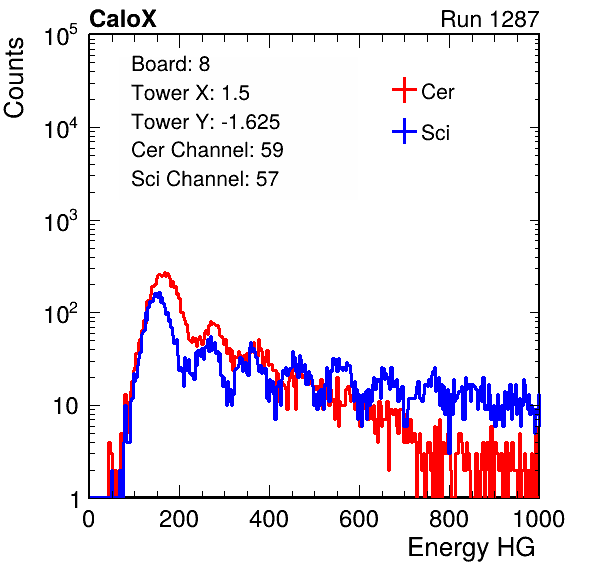 CaloX Run 1287
Counts
Board: 8
Tower X: 1.5
Tower Y: -1.625
Cer Channel: 59
Sci Channel: 57
Cer
Sci
10^5
10^4
10^3
10^2
10
1
0 200 400 600 800 1000
Energy HG